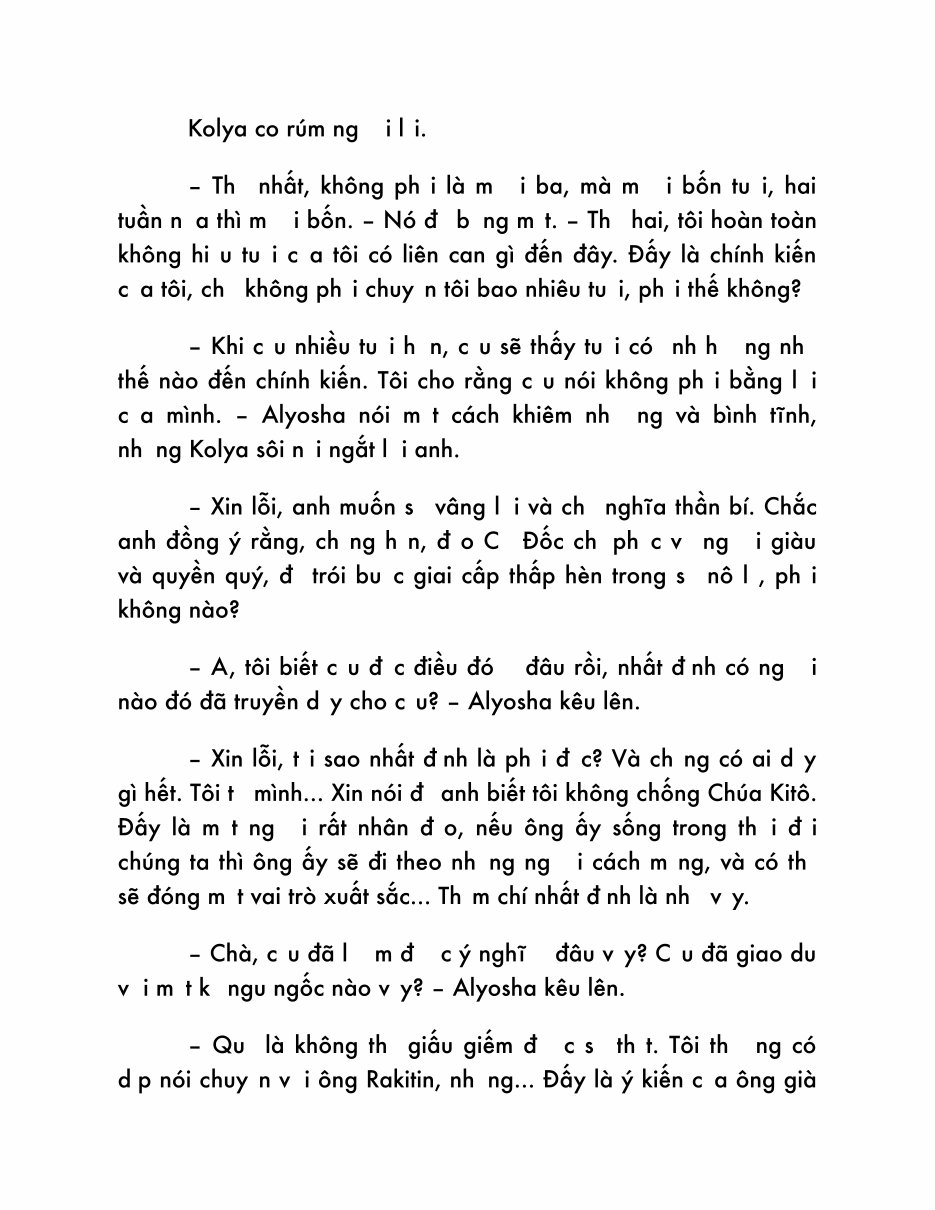 Kolya co rúm ng i l i.
– Th nhất, không ph i là m i ba, mà m i bốn tu i, hai
tuần n a thì m i bốn. – Nó đ b ng m t. – Th hai, tôi hoàn toàn
không hi u tu i c a tôi có liên can gì đến đây. Đấy là chính kiến
c a tôi, ch không ph i chuy n tôi bao nhiêu tu i, ph i thế không?
– Khi c u nhiều tu i h n, c u sẽ thấy tu i có nh h ng nh
thế nào đến chính kiến. Tôi cho rằng c u nói không ph i bằng l i
c a mình. – Alyosha nói m t cách khiêm nh ng và bình tĩnh,
nh ng Kolya sôi n i ngắt l i anh.
– Xin lỗi, anh muốn s vâng l i và ch nghĩa thần bí. Chắc
anh đồng ý rằng, ch ng h n, đ o C Đốc ch ph c v ng i giàu
và quyền quý, đ trói bu c giai cấp thấp hèn trong s nô l , ph i
không nào?
– A, tôi biết c u đ c điều đó đâu rồi, nhất đ nh có ng i
nào đó đã truyền d y cho c u? – Alyosha kêu lên.
– Xin lỗi, t i sao nhất đ nh là ph i đ c? Và ch ng có ai d y
gì hết. Tôi t mình... Xin nói đ anh biết tôi không chống Chúa Kitô.
Đấy là m t ng i rất nhân đ o, nếu ông ấy sống trong th i đ i
chúng ta thì ông ấy sẽ đi theo nh ng ng i cách m ng, và có th
sẽ đóng m t vai trò xuất sắc... Th m chí nhất đ nh là nh v y.
– Chà, c u đã l m đ c ý nghĩ đâu v y? C u đã giao du
v i m t k ngu ngốc nào v y? – Alyosha kêu lên.
– Qu là không th giấu giếm đ c s th t. Tôi th ng có
d p nói chuy n v i ông Rakitin, nh ng... Đấy là ý kiến c a ông già